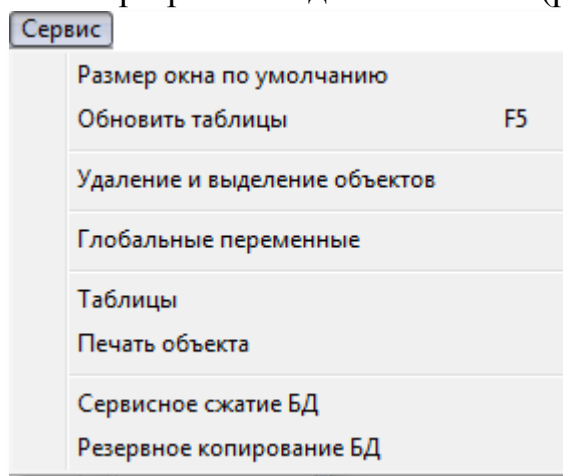 Сервис
Размер окна по умолчанию
Обновить таблицы F5
Удаление и выделение объектов
Глобальные переменные
Таблицы
Печать объекта
Сервисное сжатие БД
Резервное копирование БД